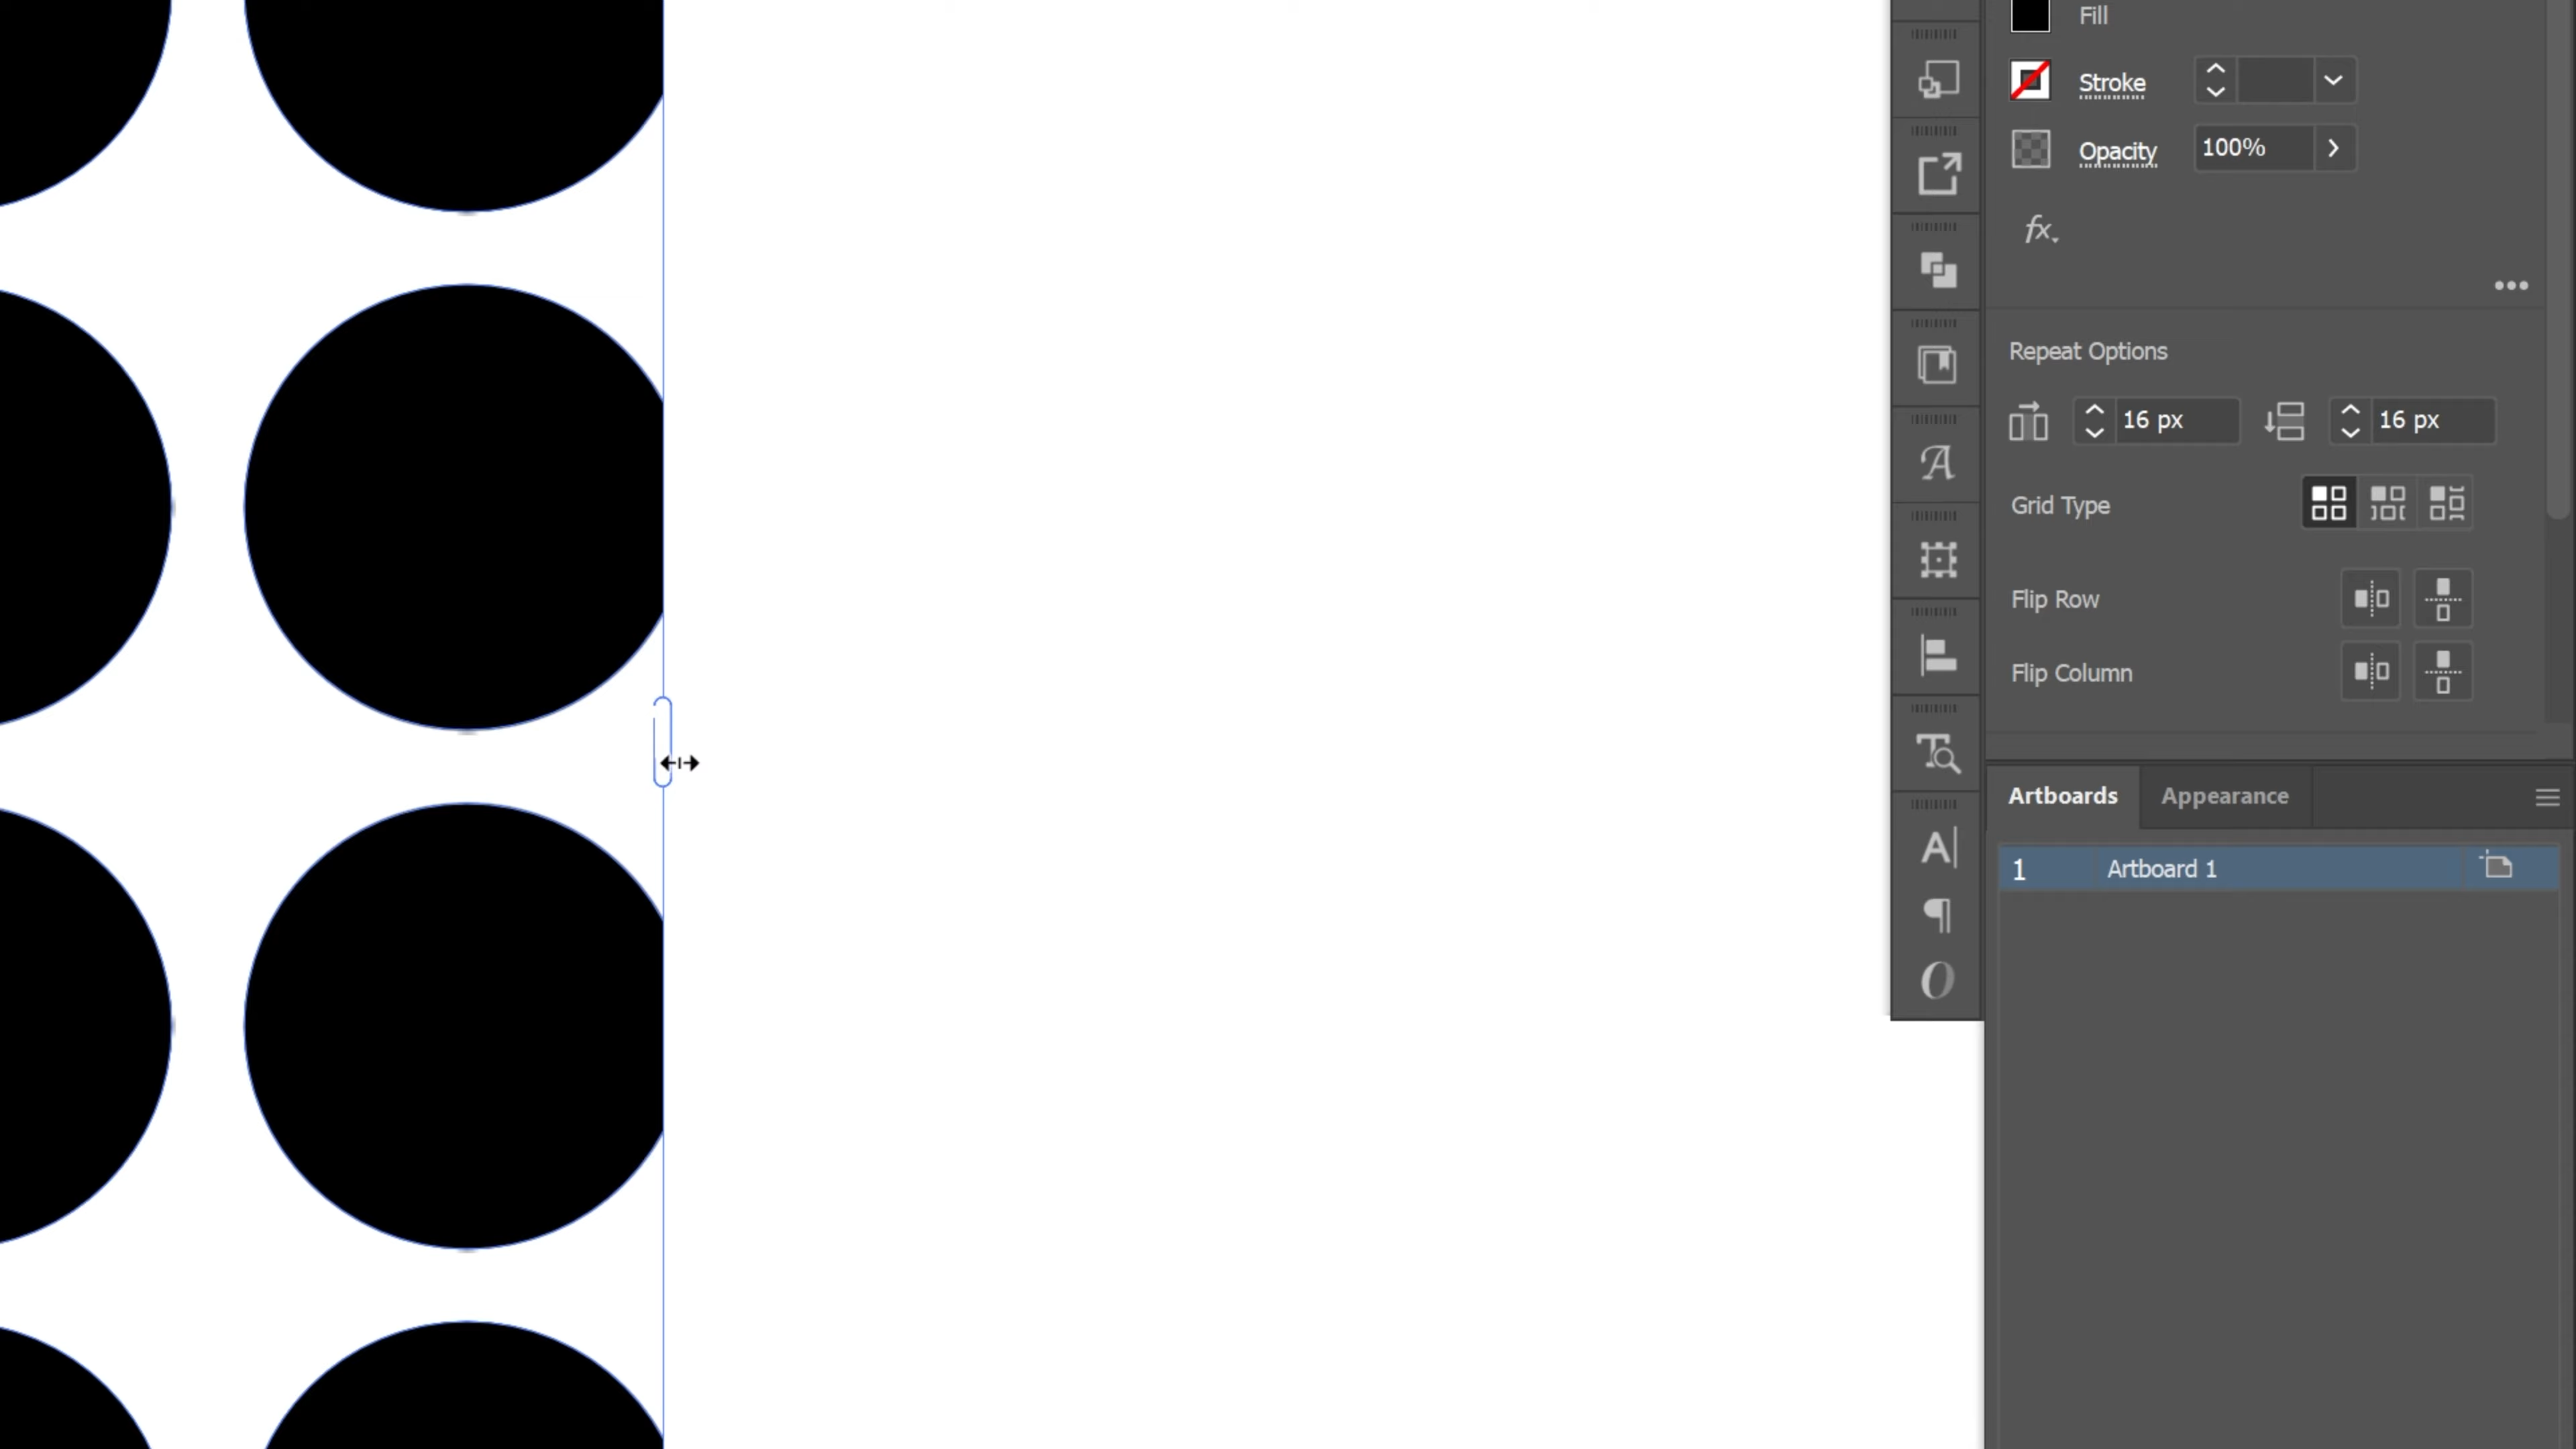 Fill
Stroke
Opacity 100%
fx.
Repeat Options
16 px 16 px
Grid Type
Flip Row
Flip Column
Artboards Appearance
1 Artboard 1